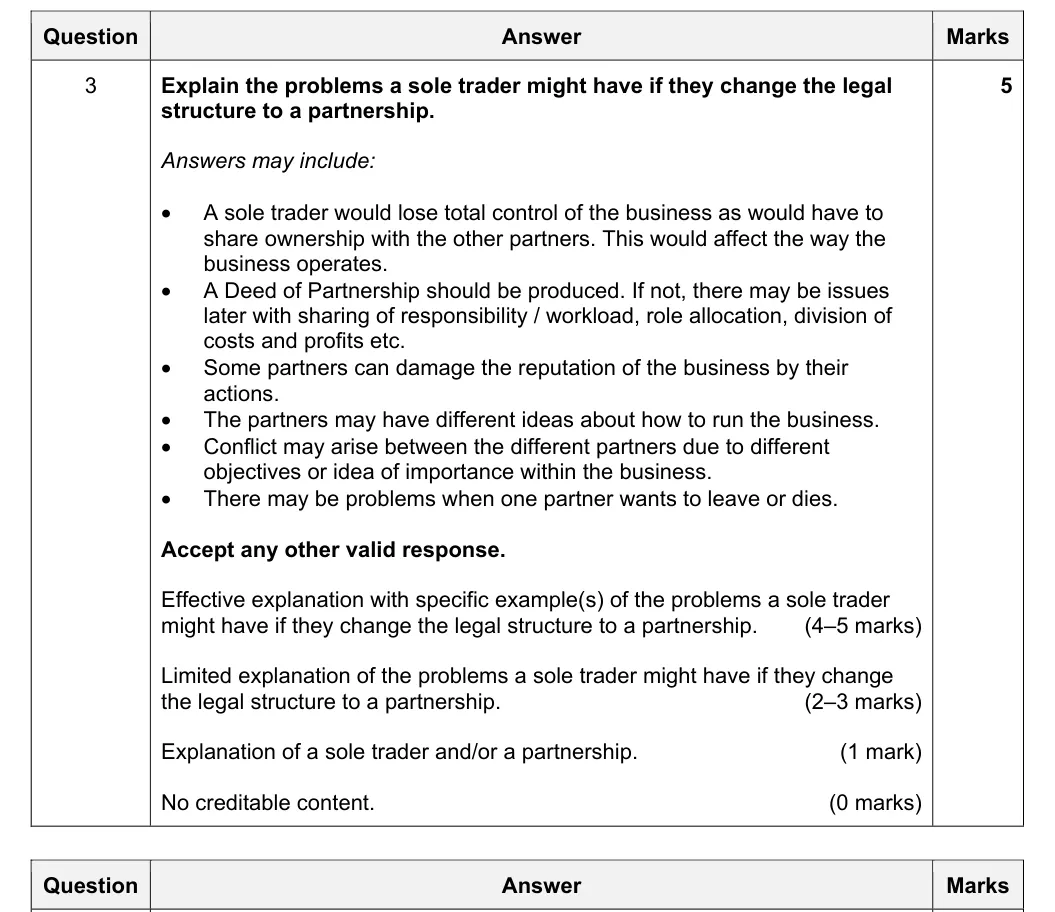 Question Answer Marks
3 Explain the problems a sole trader might have if they change the legal 5
structure to a partnership.
Answers may include:
• A sole trader would lose total control of the business as would have to
share ownership with the other partners. This would affect the way the
business operates.
• A Deed of Partnership should be produced. If not, there may be issues
later with sharing of responsibility / workload, role allocation, division of
costs and profits etc.
• Some partners can damage the reputation of the business by their
actions.
• The partners may have different ideas about how to run the business.
• Conflict may arise between the different partners due to different
objectives or idea of importance within the business.
• There may be problems when one partner wants to leave or dies.
Accept any other valid response.
Effective explanation with specific example(s) of the problems a sole trader
might have if they change the legal structure to a partnership. (4–5 marks)
Limited explanation of the problems a sole trader might have if they change
the legal structure to a partnership. (2–3 marks)
Explanation of a sole trader and/or a partnership. (1 mark)
No creditable content. (0 marks)
Question Answer Marks